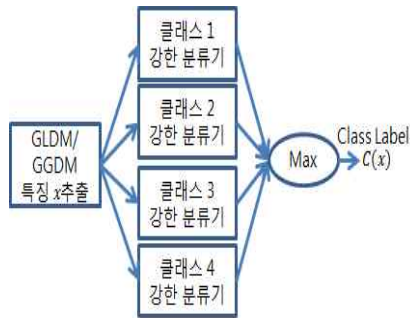 클래스 1
강한 분류기
클래스 2
강한 분류기
GLDM/
GGDM
특징 x추출
클래스 3
강한 분류기
클래스 4
강한 분류기
Max
Class Label
C(x)